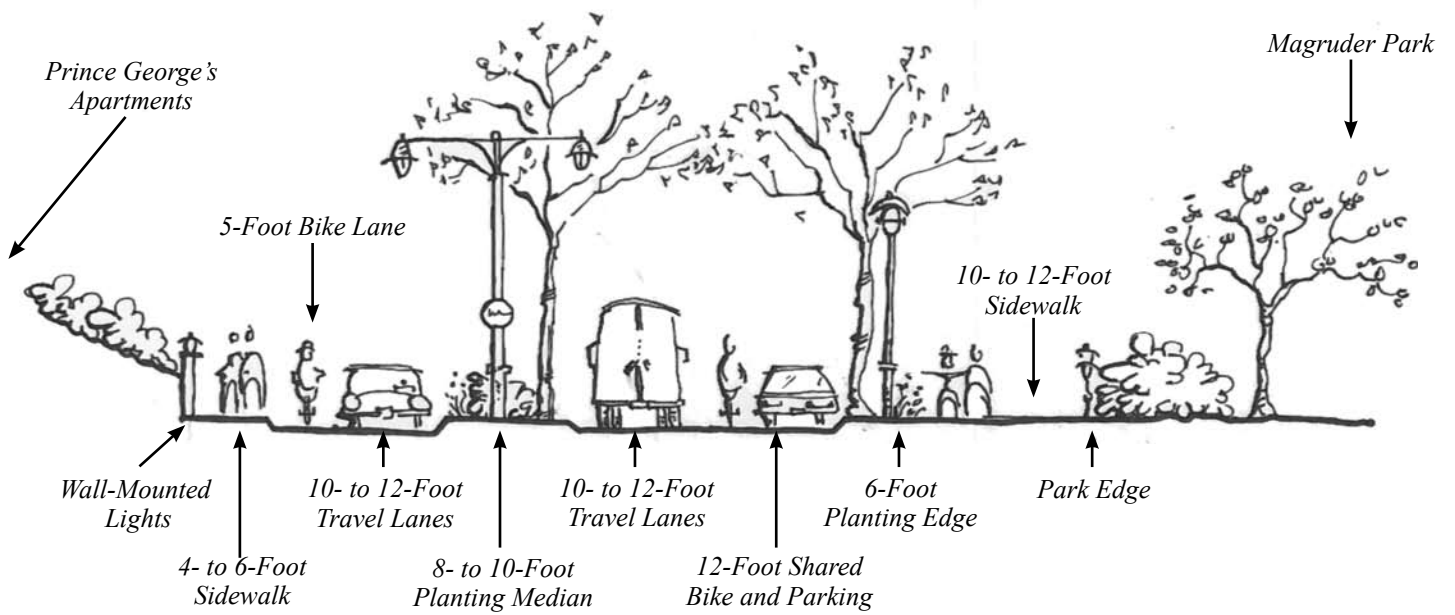 Prince George's
Apartments
Magruder Park
5-Foot Bike Lane
10- to 12-Foot
Sidewalk
Wall-Mounted
Lights
10- to 12-Foot
Travel Lanes
10- to 12-Foot
Travel Lanes
6-Foot
Planting Edge
Park Edge
4- to 6-Foot
Sidewalk
8- to 10-Foot
Planting Median
12-Foot Shared
Bike and Parking